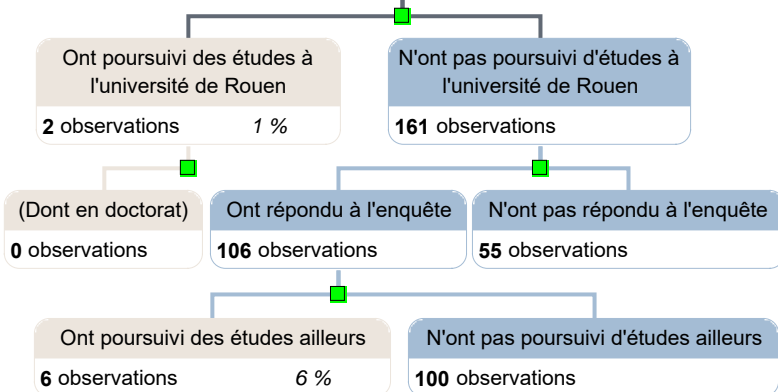 Ont poursuivi des études à
l'université de Rouen
2 observations 1 %
N'ont pas poursuivi d'études à
l'université de Rouen
161 observations
(Dont en doctorat)
0 observations
Ont répondu à l'enquête
106 observations
N'ont pas répondu à l'enquête
55 observations
Ont poursuivi des études ailleurs
6 observations 6 %
N'ont pas poursuivi d'études ailleurs
100 observations